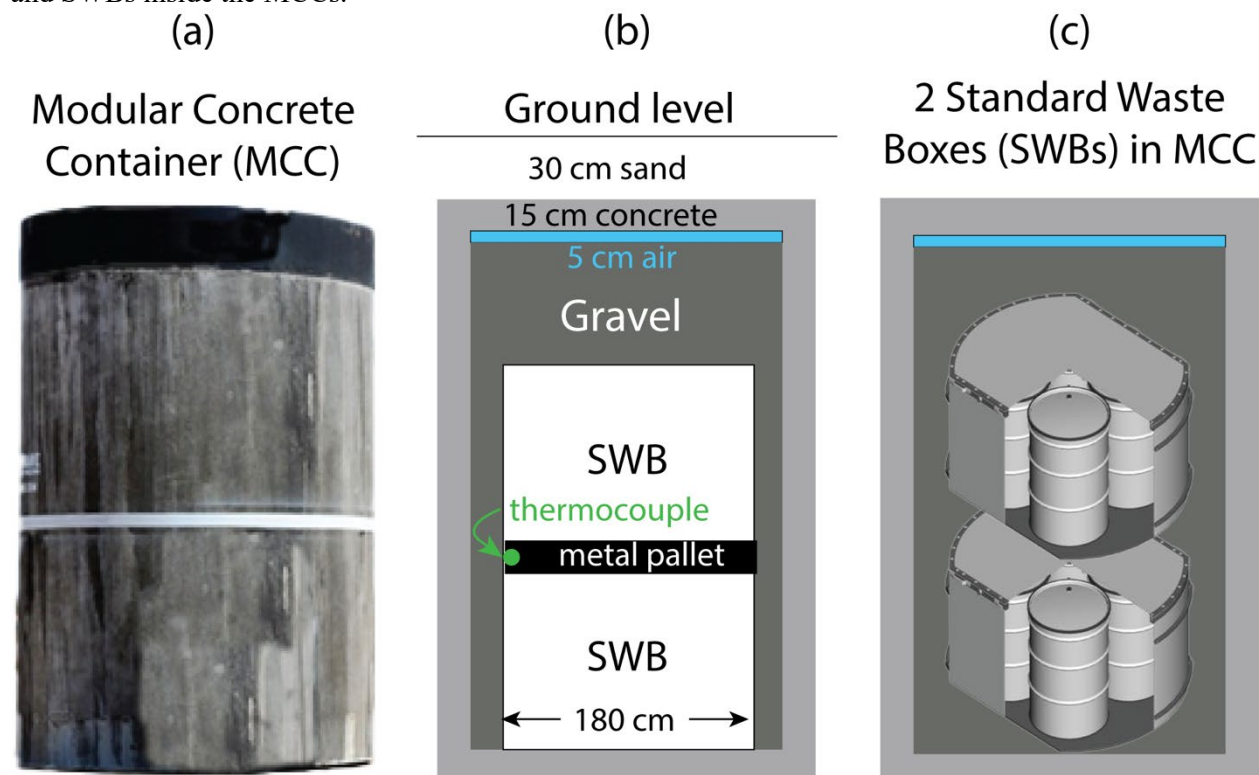 and SWBs inside the MCCs.
(a)
Modular Concrete
Container (MCC)
(b)
Ground level
30 cm sand
15 cm concrete
5 cm air
Gravel
SWB
thermocouple
metal pallet
SWB
180 cm
(c)
2 Standard Waste
Boxes (SWBs) in MCC